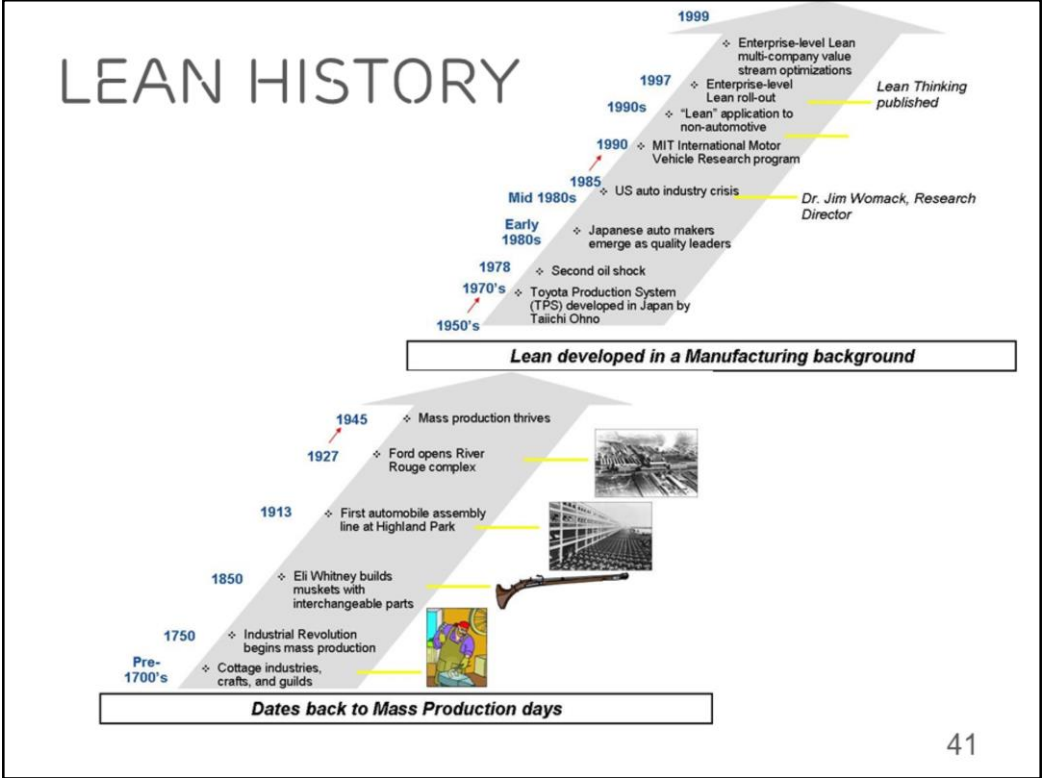 LEAN HISTORY
1999
❖ Enterprise-level Lean
multi-company value
stream optimizations
1997
❖ Enterprise-level
Lean roll-out
Lean Thinking
published
1990s
❖ “Lean” application to
non-automotive
1990
❖ MIT International Motor
Vehicle Research program
1985
Mid 1980s
❖ US auto industry crisis
Dr. Jim Womack, Research
Director
Early
1980s
❖ Japanese auto makers
emerge as quality leaders
1978
❖ Second oil shock
1970's
❖ Toyota Production System
(TPS) developed in Japan by
Taiichi Ohno
1950's
Lean developed in a Manufacturing background
1945
❖ Mass production thrives
1927
❖ Ford opens River
Rouge complex
1913
❖ First automobile assembly
line at Highland Park
1850
❖ Eli Whitney builds
muskets with
interchangeable parts
1750
❖ Industrial Revolution
begins mass production
Pre-
1700's
❖ Cottage industries,
crafts, and guilds
Dates back to Mass Production days
41